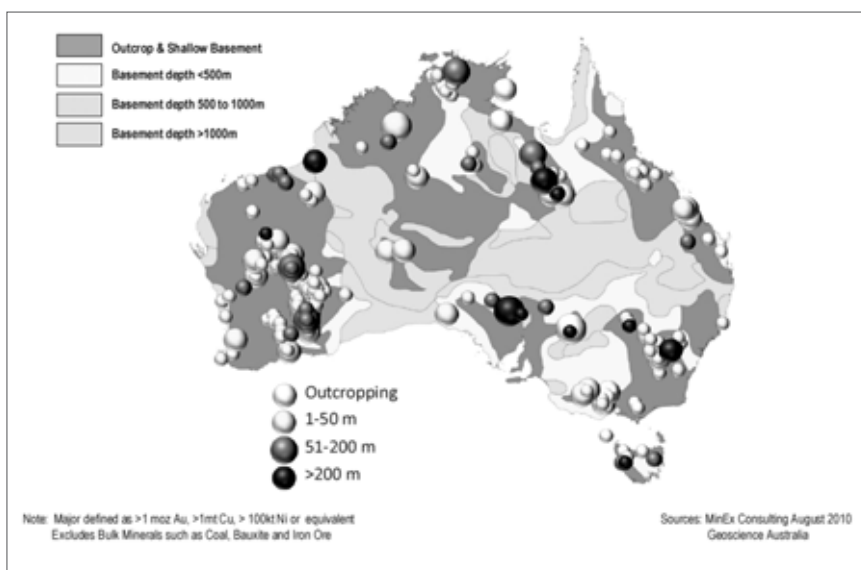 Outcrop & Shallow Basement
Basement depth <500m
Basement depth 500 to 1000m
Basement depth >1000m
Outcropping
1-50 m
51-200 m
>200 m
Note: Major defined as >1 moz Au, >1mt Cu, > 100kt Ni or equivalent
Excludes Bulk Minerals such as Coal, Bauxite and Iron Ore
Sources: MinEx Consulting August 2010
Geoscience Australia